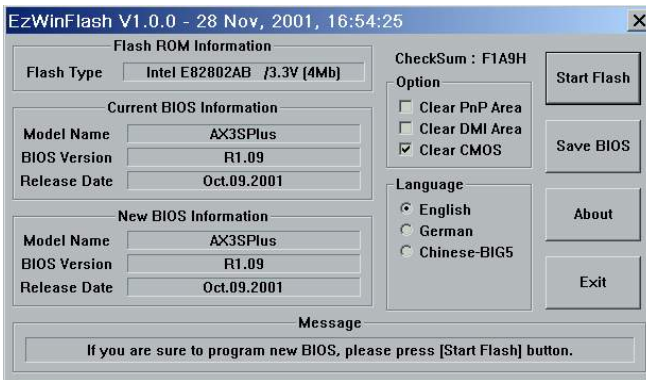 EzWinFlash V1.0.0 - 28 Nov, 2001, 16:54:25
Flash ROM Information
Flash Type Intel E82802AB /3.3V (4Mb)
Current BIOS Information
Model Name AX3SPlus
BIOS Version R1.09
Release Date Oct.09.2001
New BIOS Information
Model Name AX3SPlus
BIOS Version R1.09
Release Date Oct.09.2001
CheckSum : F1A9H
Option
Clear PnP Area
Clear DMI Area
Clear CMOS
Language
English
German
Chinese-BIG5
Start Flash
Save BIOS
About
Exit
Message
If you are sure to program new BIOS, please press [Start Flash] button.